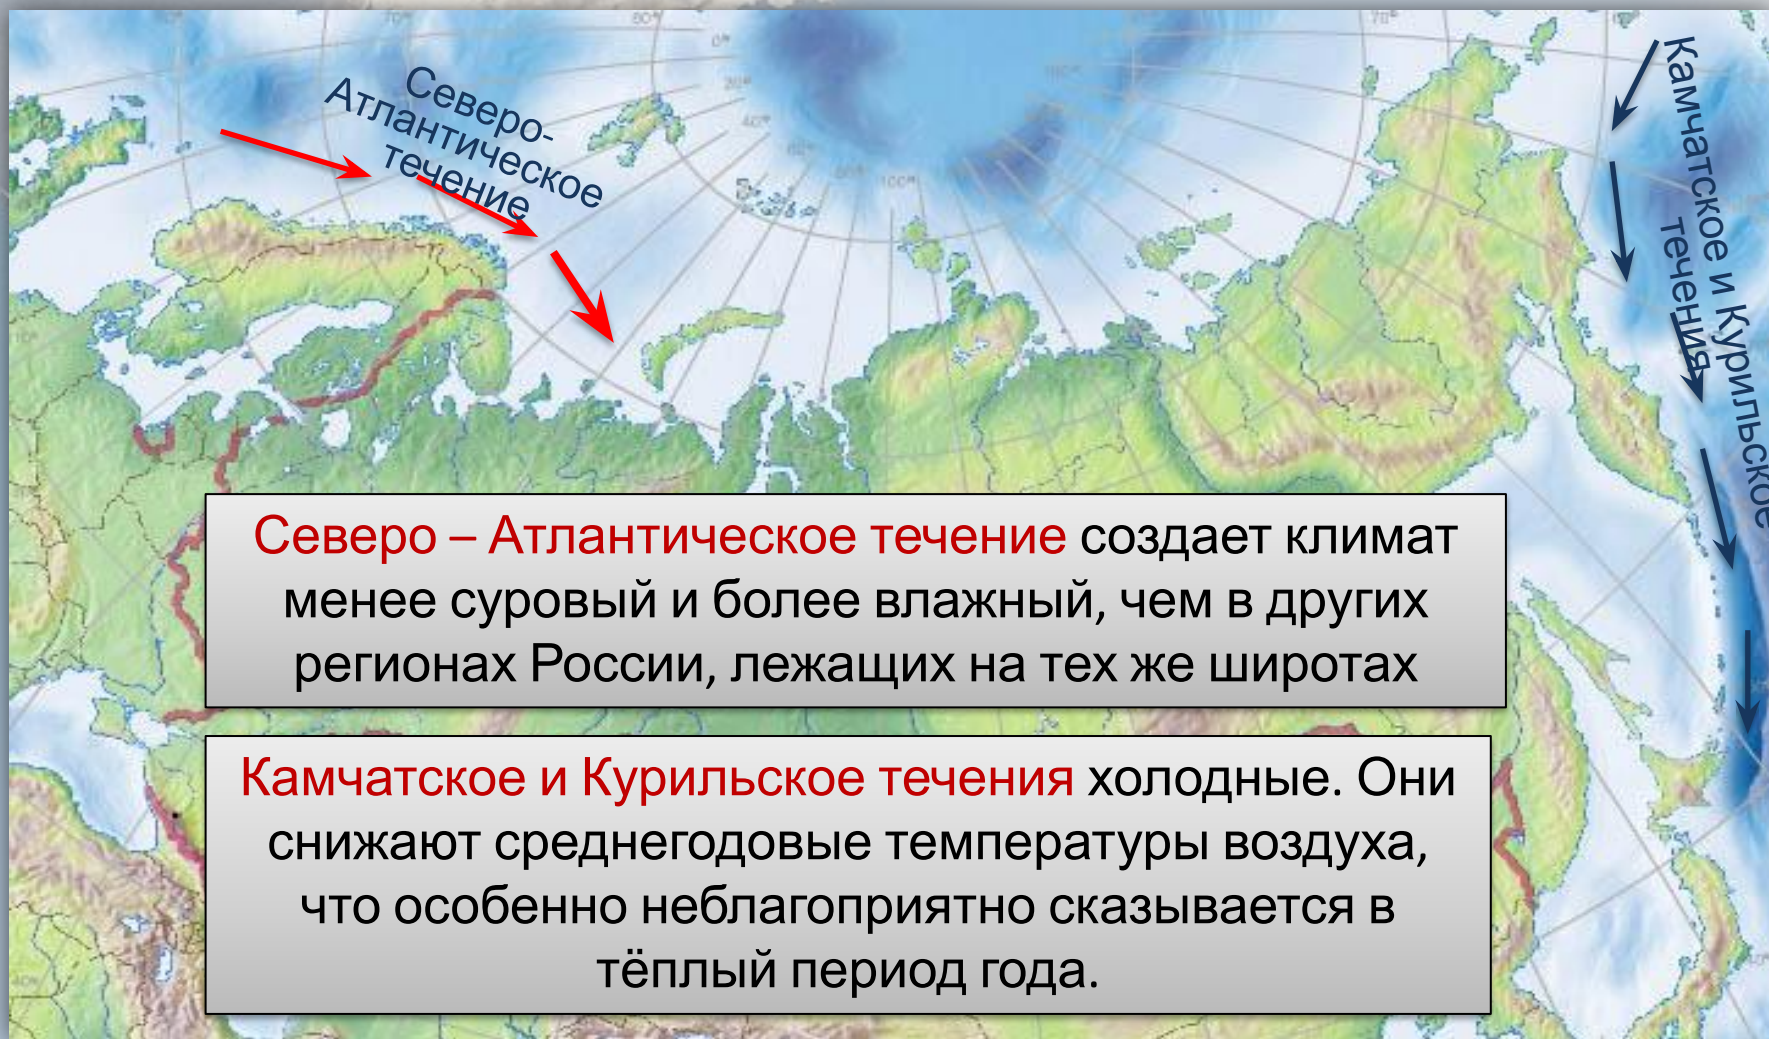 Северо-
Атлантическое
течение
Камчатское и Курильское
течения
Северо – Атлантическое течение создает климат
менее суровый и более влажный, чем в других
регионах России, лежащих на тех же широтах
Камчатское и Курильское течения холодные. Они
снижают среднегодовые температуры воздуха,
что особенно неблагоприятно сказывается в
тёплый период года.